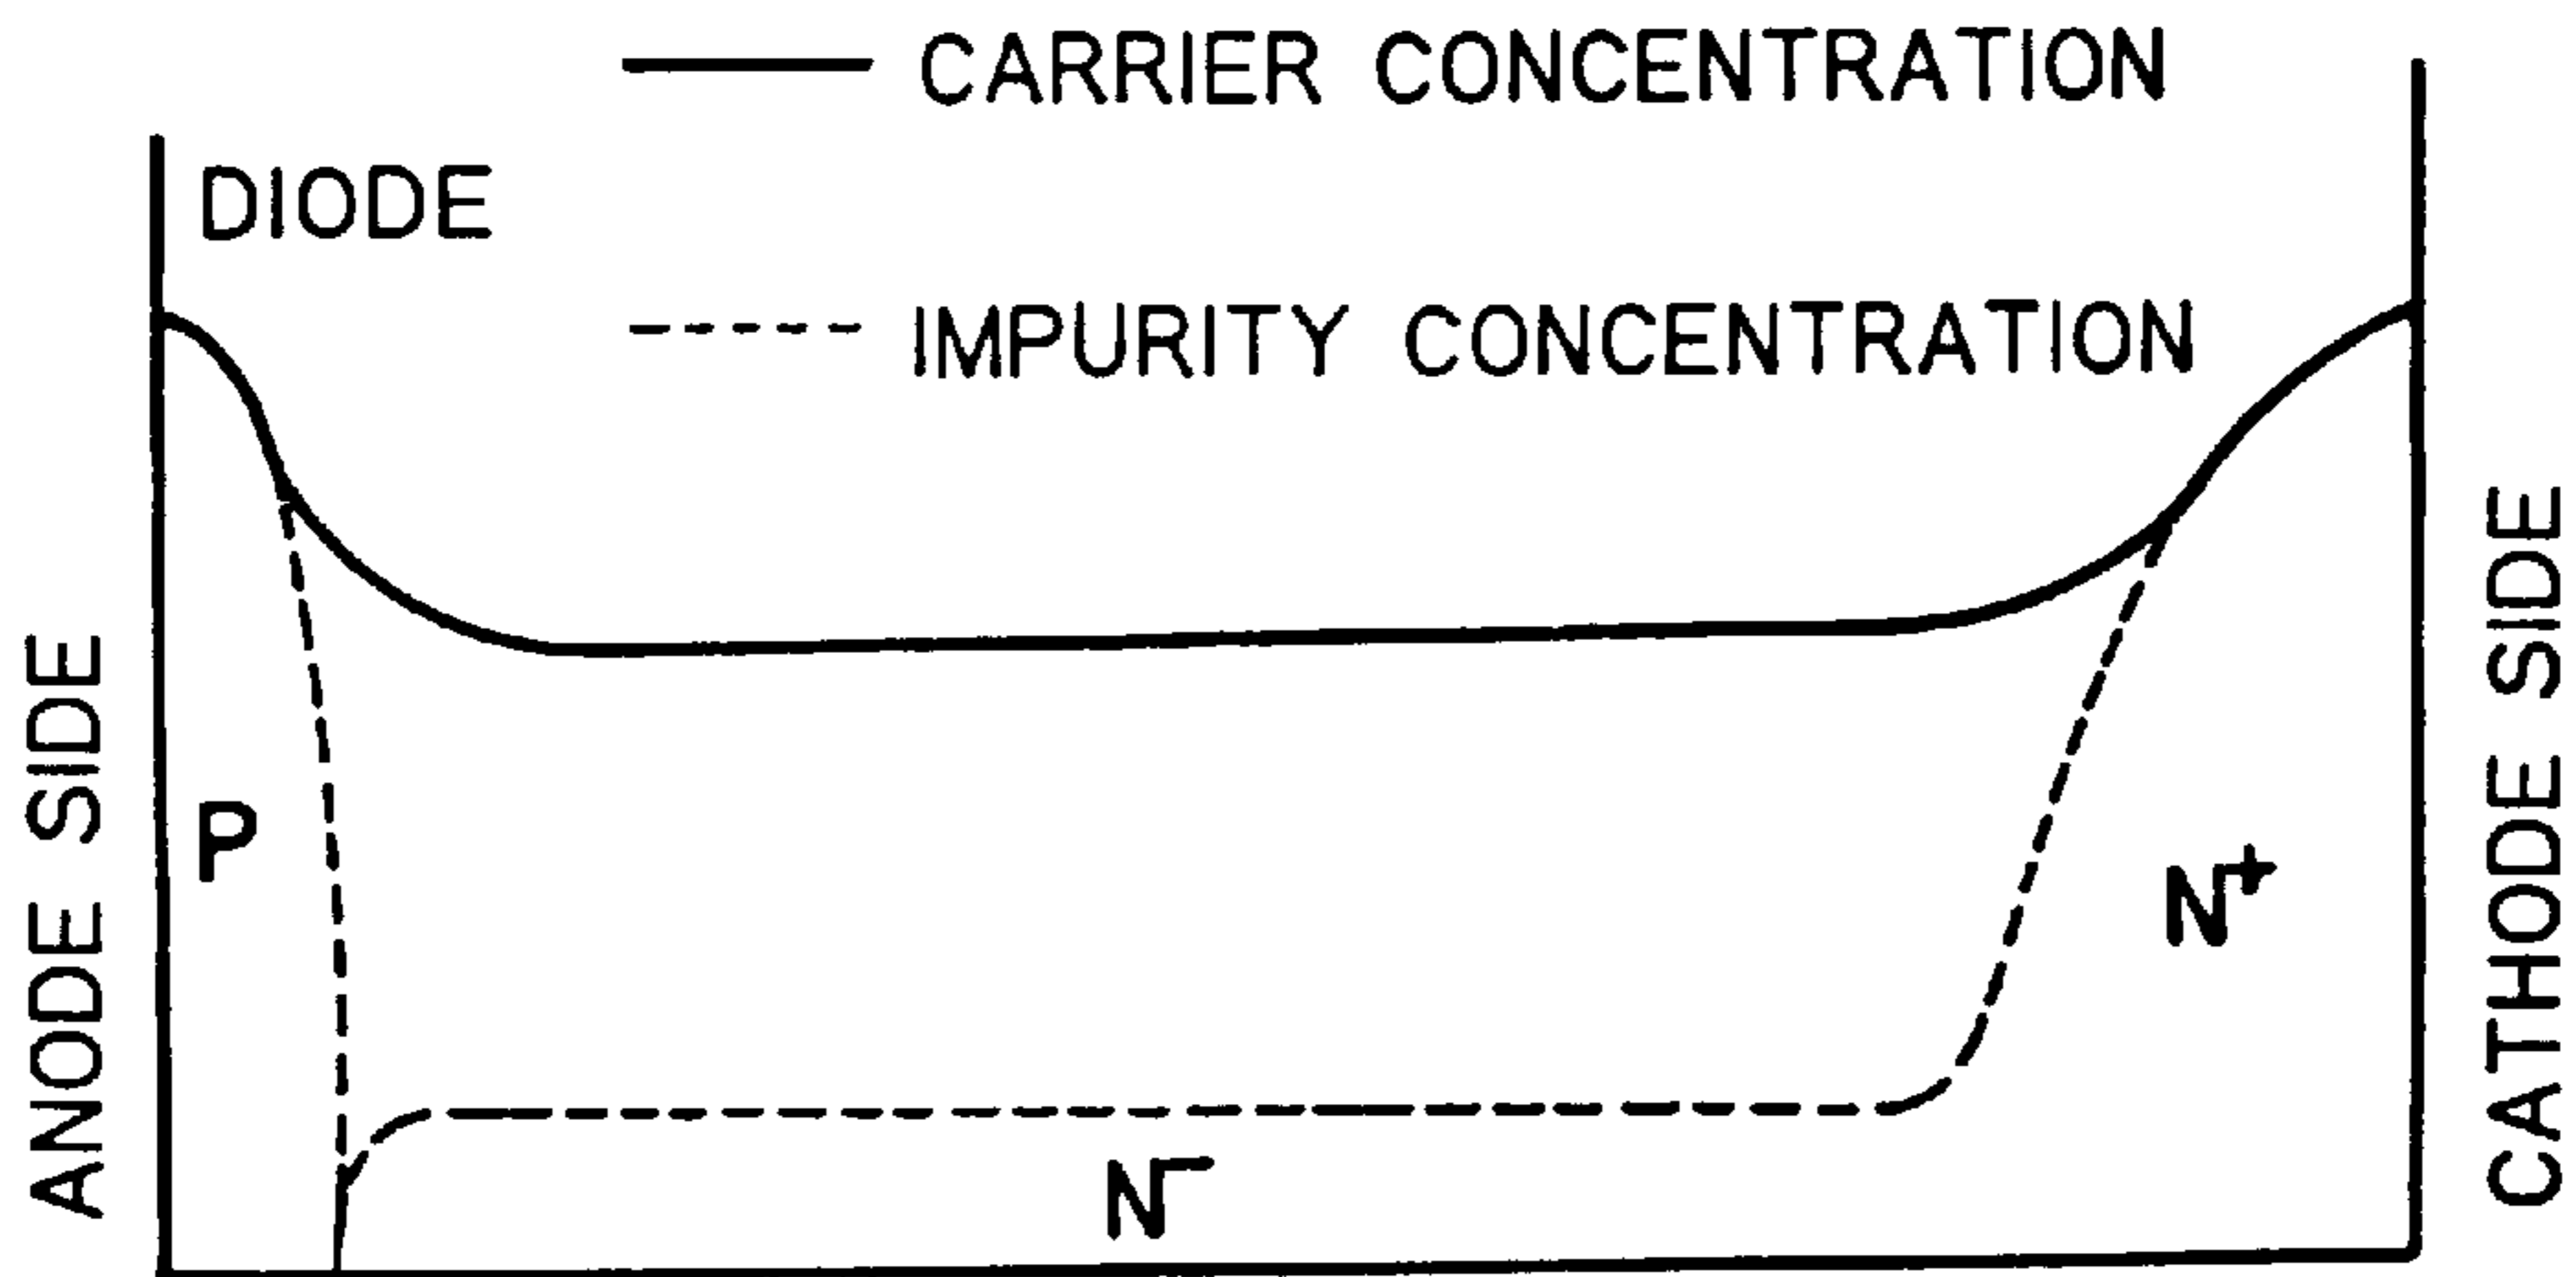 CARRIER CONCENTRATION
DIODE
IMPURITY CONCENTRATION
ANODE SIDE
P
N⁻
N⁺
CATHODE SIDE